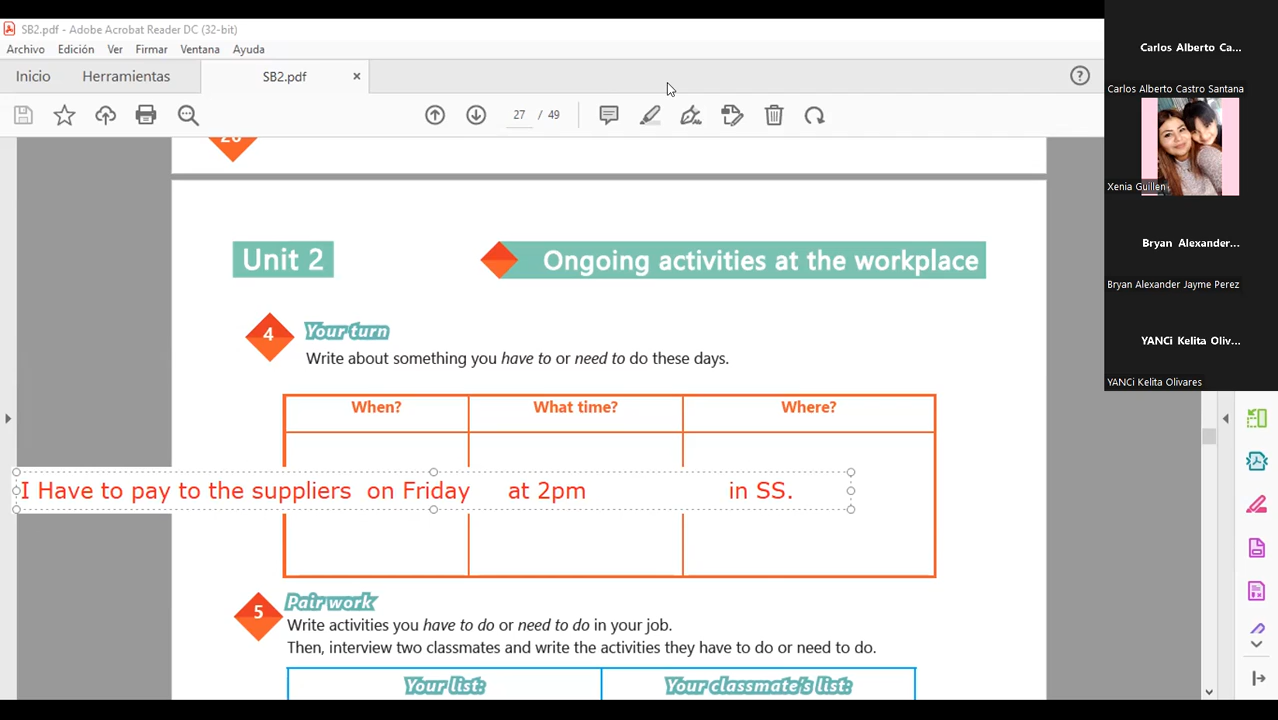 SB2.pdf - Adobe Acrobat Reader DC (32-bit)
Archivo Edición Ver Firmar Ventana Ayuda
Inicio Herramientas SB2.pdf ×
27 / 49
Unit 2
Ongoing activities at the workplace
4 Your turn
Write about something you have to or need to do these days.
When? What time? Where?
I Have to pay to the suppliers on Friday at 2pm in SS.
5 Pair work
Write activities you have to do or need to do in your job.
Then, interview two classmates and write the activities they have to do or need to do.
Your list: Your classmate's list:
Carlos Alberto Ca...
Carlos Alberto Castro Santana
Xenia Guillen
Bryan Alexander...
Bryan Alexander Jayme Perez
YANCi Kelita Oliv...
YANCi Kelita Olivares